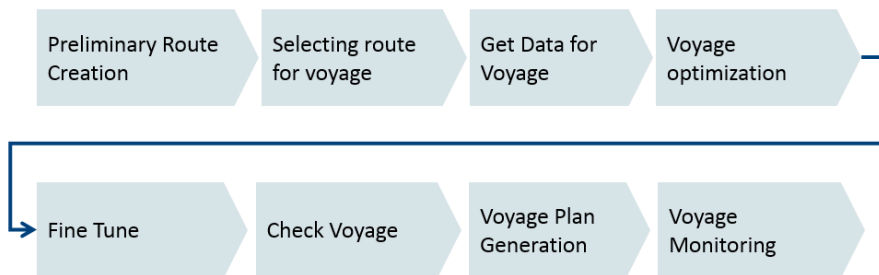 Preliminary Route
Creation
Selecting route
for voyage
Get Data for
Voyage
Voyage
optimization
Fine Tune
Check Voyage
Voyage Plan
Generation
Voyage
Monitoring